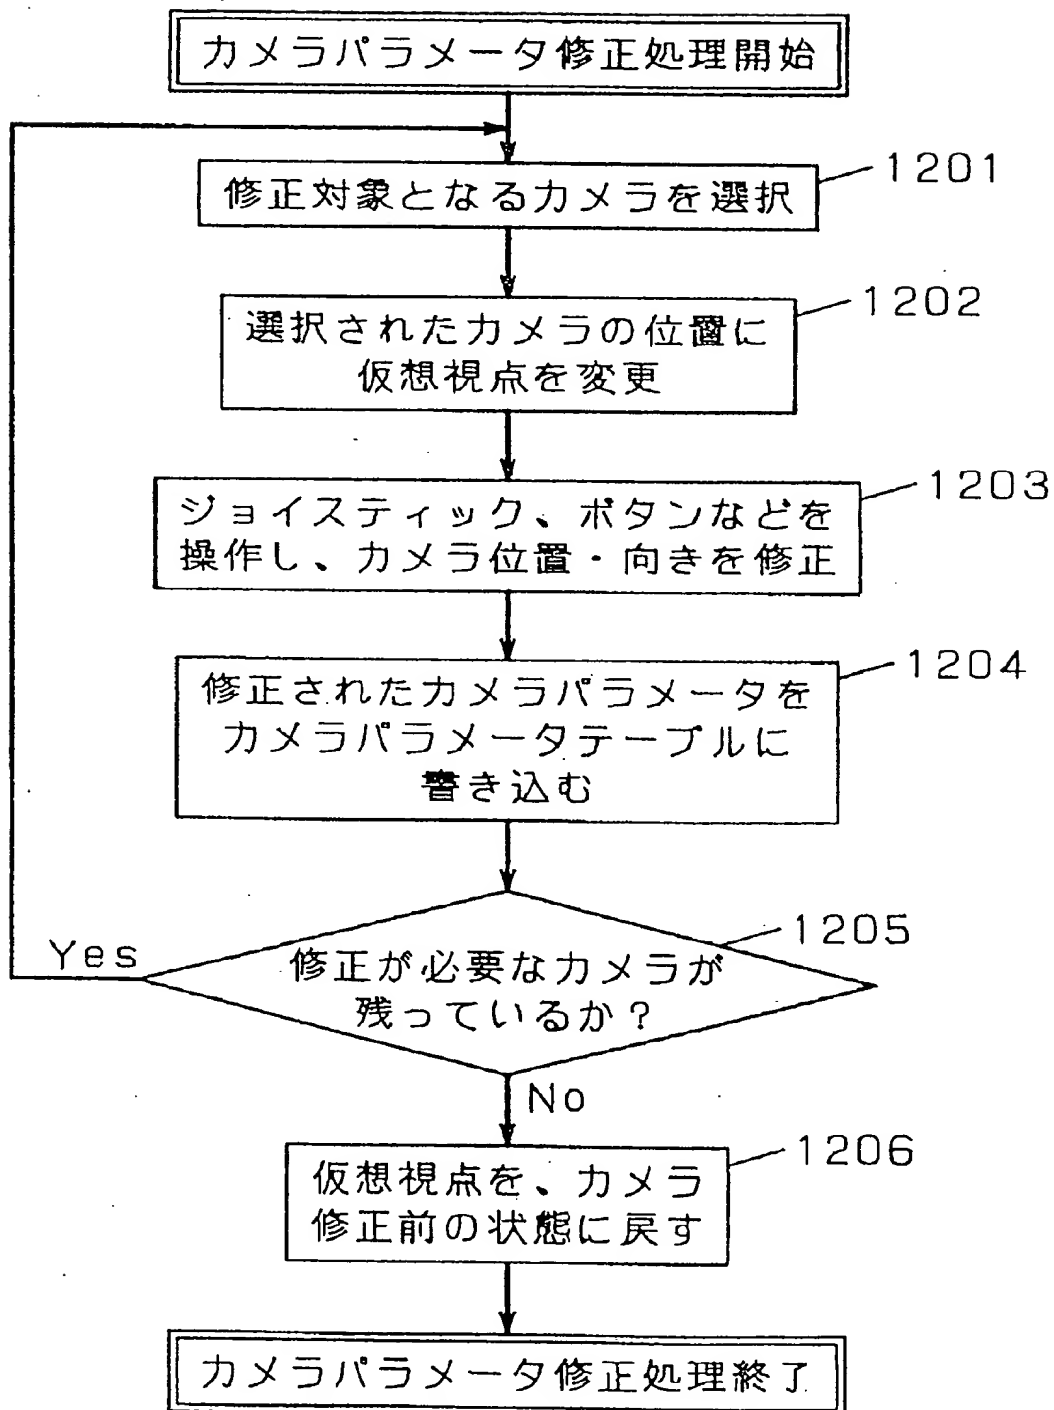 カメラパラメータ修正処理開始
1201
修正対象となるカメラを選択
1202
選択されたカメラの位置に
仮想視点を変更
1203
ジョイスティック、ボタンなどを
操作し、カメラ位置・向きを修正
1204
修正されたカメラパラメータを
カメラパラメータテーブルに
書き込む
1205
Yes
修正が必要なカメラが
残っているか？
No
1206
仮想視点を、カメラ
修正前の状態に戻す
カメラパラメータ修正処理終了